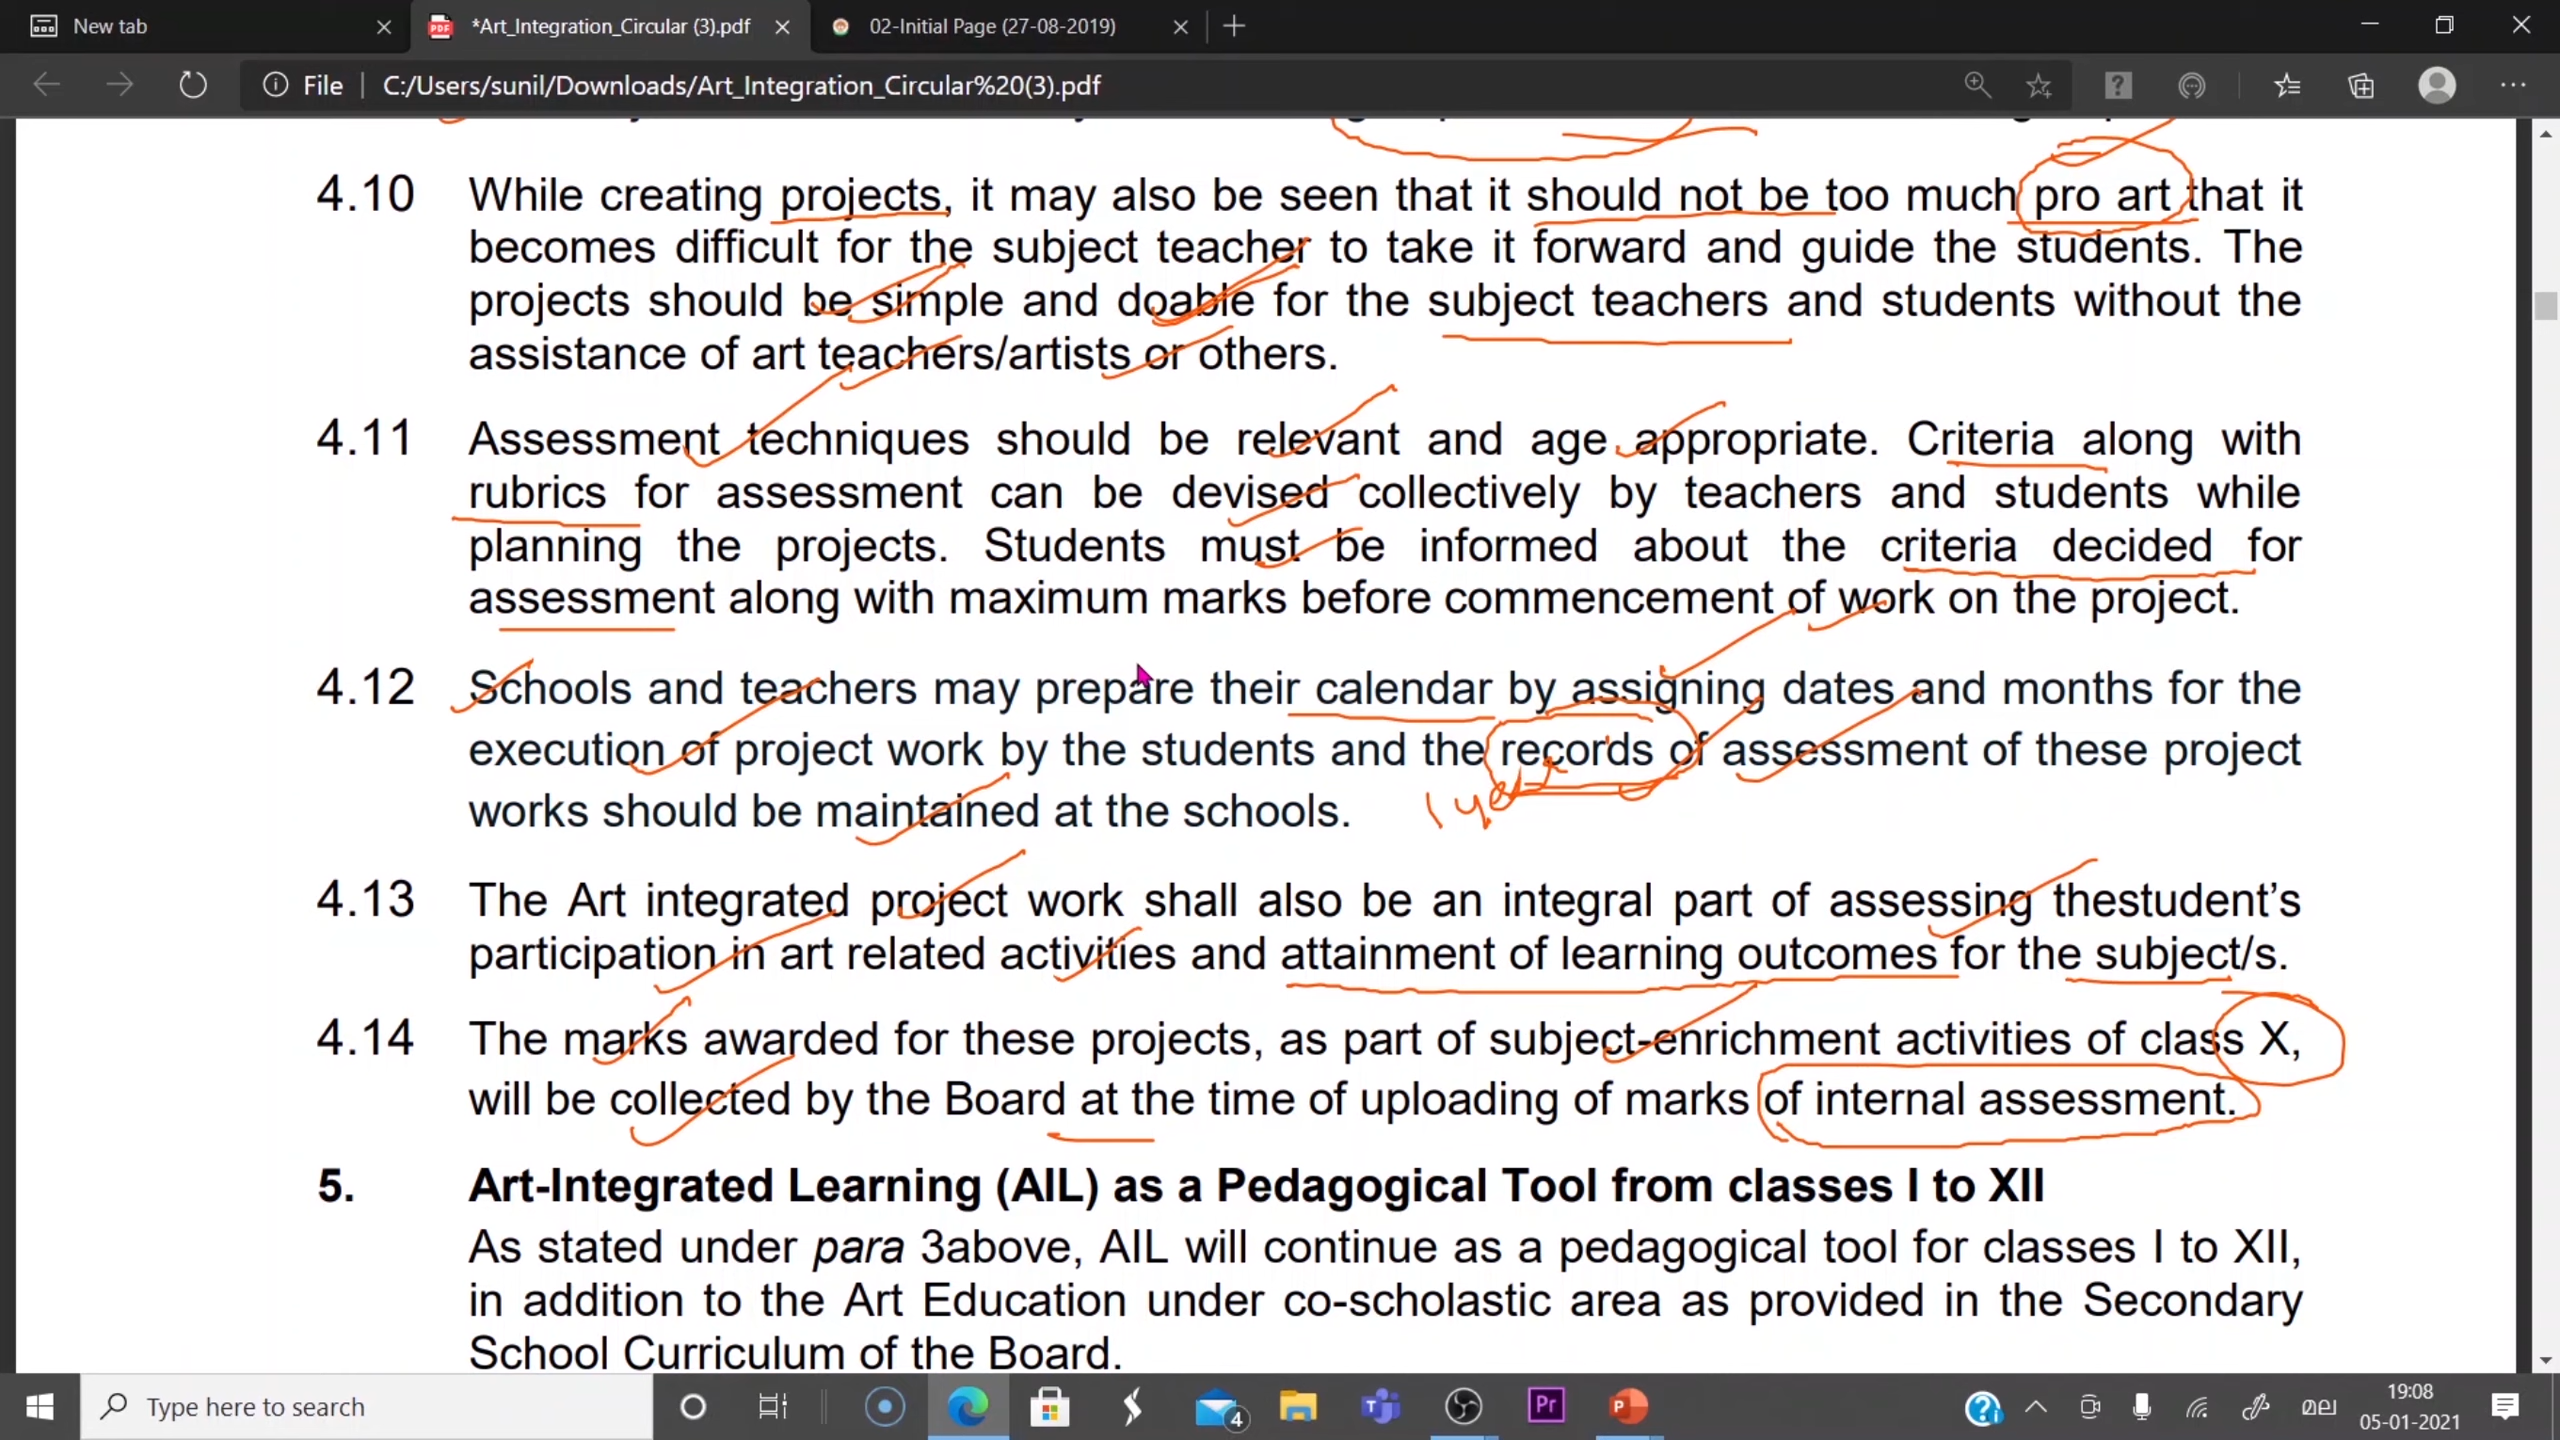 New tab
*Art_Integration_Circular (3).pdf
02-Initial Page (27-08-2019)
File
C:/Users/sunil/Downloads/Art_Integration_Circular%20(3).pdf
4.10 While creating projects, it may also be seen that it should not be too much pro art that it
becomes difficult for the subject teacher to take it forward and guide the students. The
projects should be simple and doable for the subject teachers and students without the
assistance of art teachers/artists or others.
4.11 Assessment techniques should be relevant and age appropriate. Criteria along with
rubrics for assessment can be devised collectively by teachers and students while
planning the projects. Students must be informed about the criteria decided for
assessment along with maximum marks before commencement of work on the project.
4.12 Schools and teachers may prepare their calendar by assigning dates and months for the
execution of project work by the students and the records of assessment of these project
works should be maintained at the schools.
1 year
4.13 The Art integrated project work shall also be an integral part of assessing thestudent’s
participation in art related activities and attainment of learning outcomes for the subject/s.
4.14 The marks awarded for these projects, as part of subject-enrichment activities of class X,
will be collected by the Board at the time of uploading of marks of internal assessment.
5. Art-Integrated Learning (AIL) as a Pedagogical Tool from classes I to XII
As stated under para 3above, AIL will continue as a pedagogical tool for classes I to XII,
in addition to the Art Education under co-scholastic area as provided in the Secondary
School Curriculum of the Board.
Type here to search
4
Pr
മല
19:08
05-01-2021